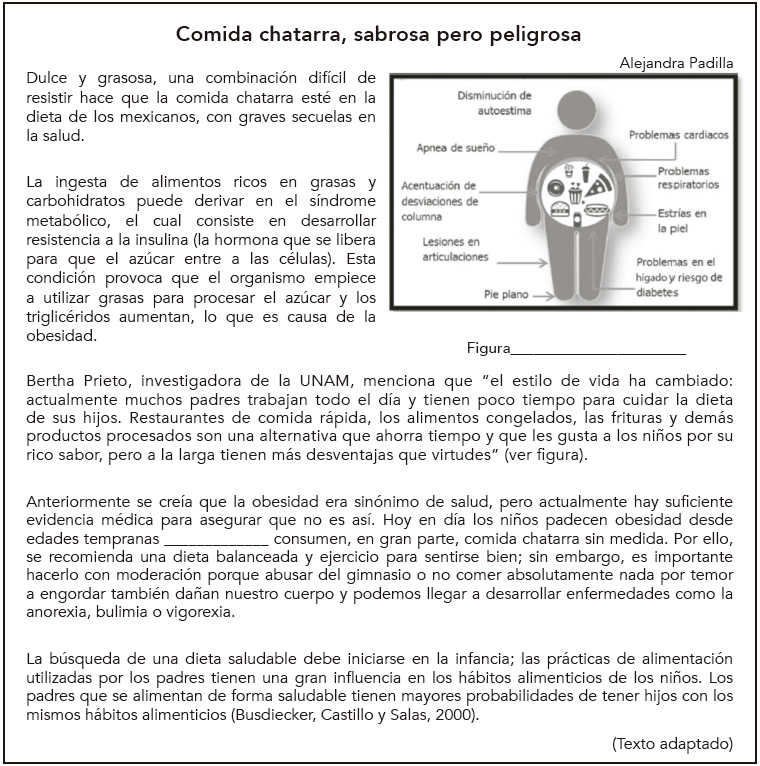 Comida chatarra, sabrosa pero peligrosa
Alejandra Padilla
Dulce y grasosa, una combinación difícil de
resistir hace que la comida chatarra esté en la
dieta de los mexicanos, con graves secuelas en
la salud.
La ingesta de alimentos ricos en grasas y
carbohidratos puede derivar en el síndrome
metabólico, el cual consiste en desarrollar
resistencia a la insulina (la hormona que se libera
para que el azúcar entre a las células). Esta
condición provoca que el organismo empiece
a utilizar grasas para procesar el azúcar y los
triglicéridos aumentan, lo que es causa de la
obesidad.
Disminución de
autoestima
Apnea de sueño
Acentuación de
desviaciones de
columna
Lesiones en
articulaciones
Pie plano
Problemas cardiacos
Problemas
respiratorios
Estrías en
la piel
Problemas en el
hígado y riesgo de
diabetes
Figura______________________
Bertha Prieto, investigadora de la UNAM, menciona que “el estilo de vida ha cambiado:
actualmente muchos padres trabajan todo el día y tienen poco tiempo para cuidar la dieta
de sus hijos. Restaurantes de comida rápida, los alimentos congelados, las frituras y demás
productos procesados son una alternativa que ahorra tiempo y que les gusta a los niños por su
rico sabor, pero a la larga tienen más desventajas que virtudes” (ver figura).
Anteriormente se creía que la obesidad era sinónimo de salud, pero actualmente hay suficiente
evidencia médica para asegurar que no es así. Hoy en día los niños padecen obesidad desde
edades tempranas _____________ consumen, en gran parte, comida chatarra sin medida. Por ello,
se recomienda una dieta balanceada y ejercicio para sentirse bien; sin embargo, es importante
hacerlo con moderación porque abusar del gimnasio o no comer absolutamente nada por temor
a engordar también dañan nuestro cuerpo y podemos llegar a desarrollar enfermedades como la
anorexia, bulimia o vigorexia.
La búsqueda de una dieta saludable debe iniciarse en la infancia; las prácticas de alimentación
utilizadas por los padres tienen una gran influencia en los hábitos alimenticios de los niños. Los
padres que se alimentan de forma saludable tienen mayores probabilidades de tener hijos con los
mismos hábitos alimenticios (Busdiecker, Castillo y Salas, 2000).
(Texto adaptado)